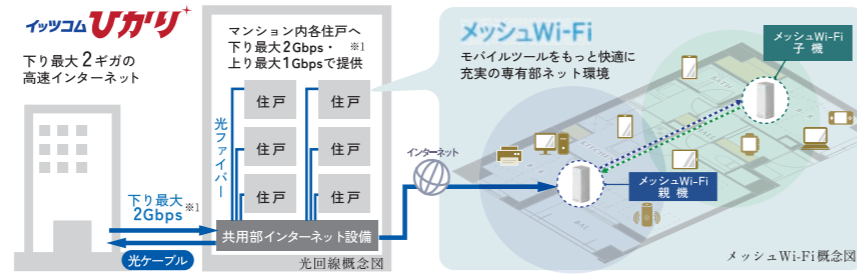 イッツコムひかり
下り最大2ギガの
高速インターネット
マンション内各住戸へ
下り最大2Gbps・※1
上り最大1Gbpsで提供
住戸 住戸
住戸 住戸
住戸 住戸
光ファイバー
下り最大
2Gbps※1
光ケーブル
共用部インターネット設備
光回線概念図
インターネット
メッシュWi-Fi
モバイルツールをもっと快適に
充実の専有部ネット環境
メッシュWi-Fi
子機
メッシュWi-Fi
親機
メッシュWi-Fi概念図